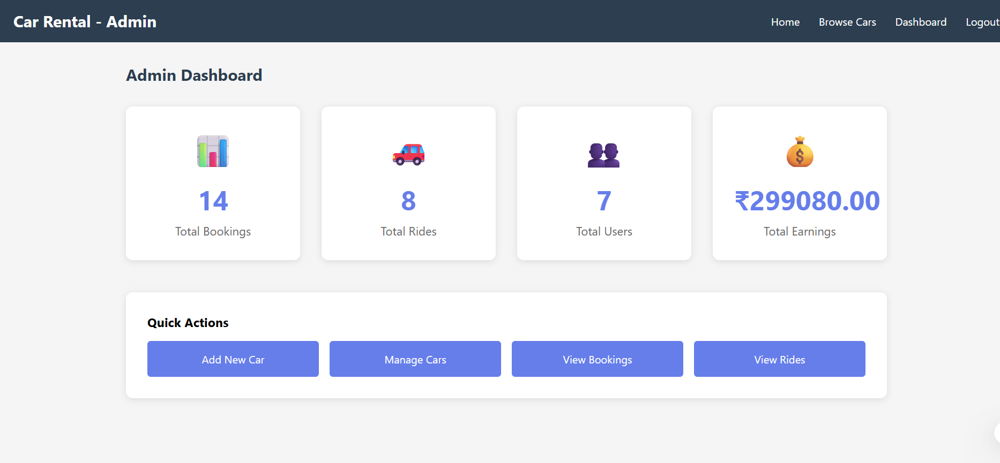 Car Rental - Admin
Home Browse Cars Dashboard Logout
Admin Dashboard
14
Total Bookings
8
Total Rides
7
Total Users
₹299080.00
Total Earnings
Quick Actions
Add New Car
Manage Cars
View Bookings
View Rides